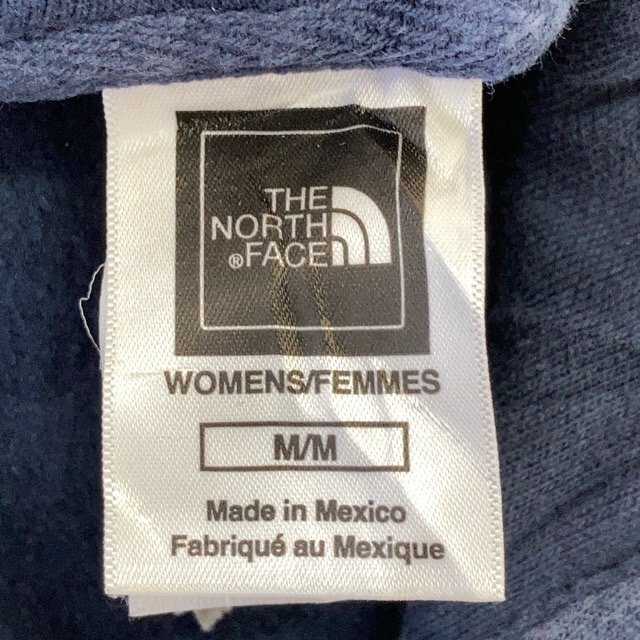 THE
NORTH
®FACE
WOMENS/FEMMES
M/M
Made in Mexico
Fabriqué au Mexique